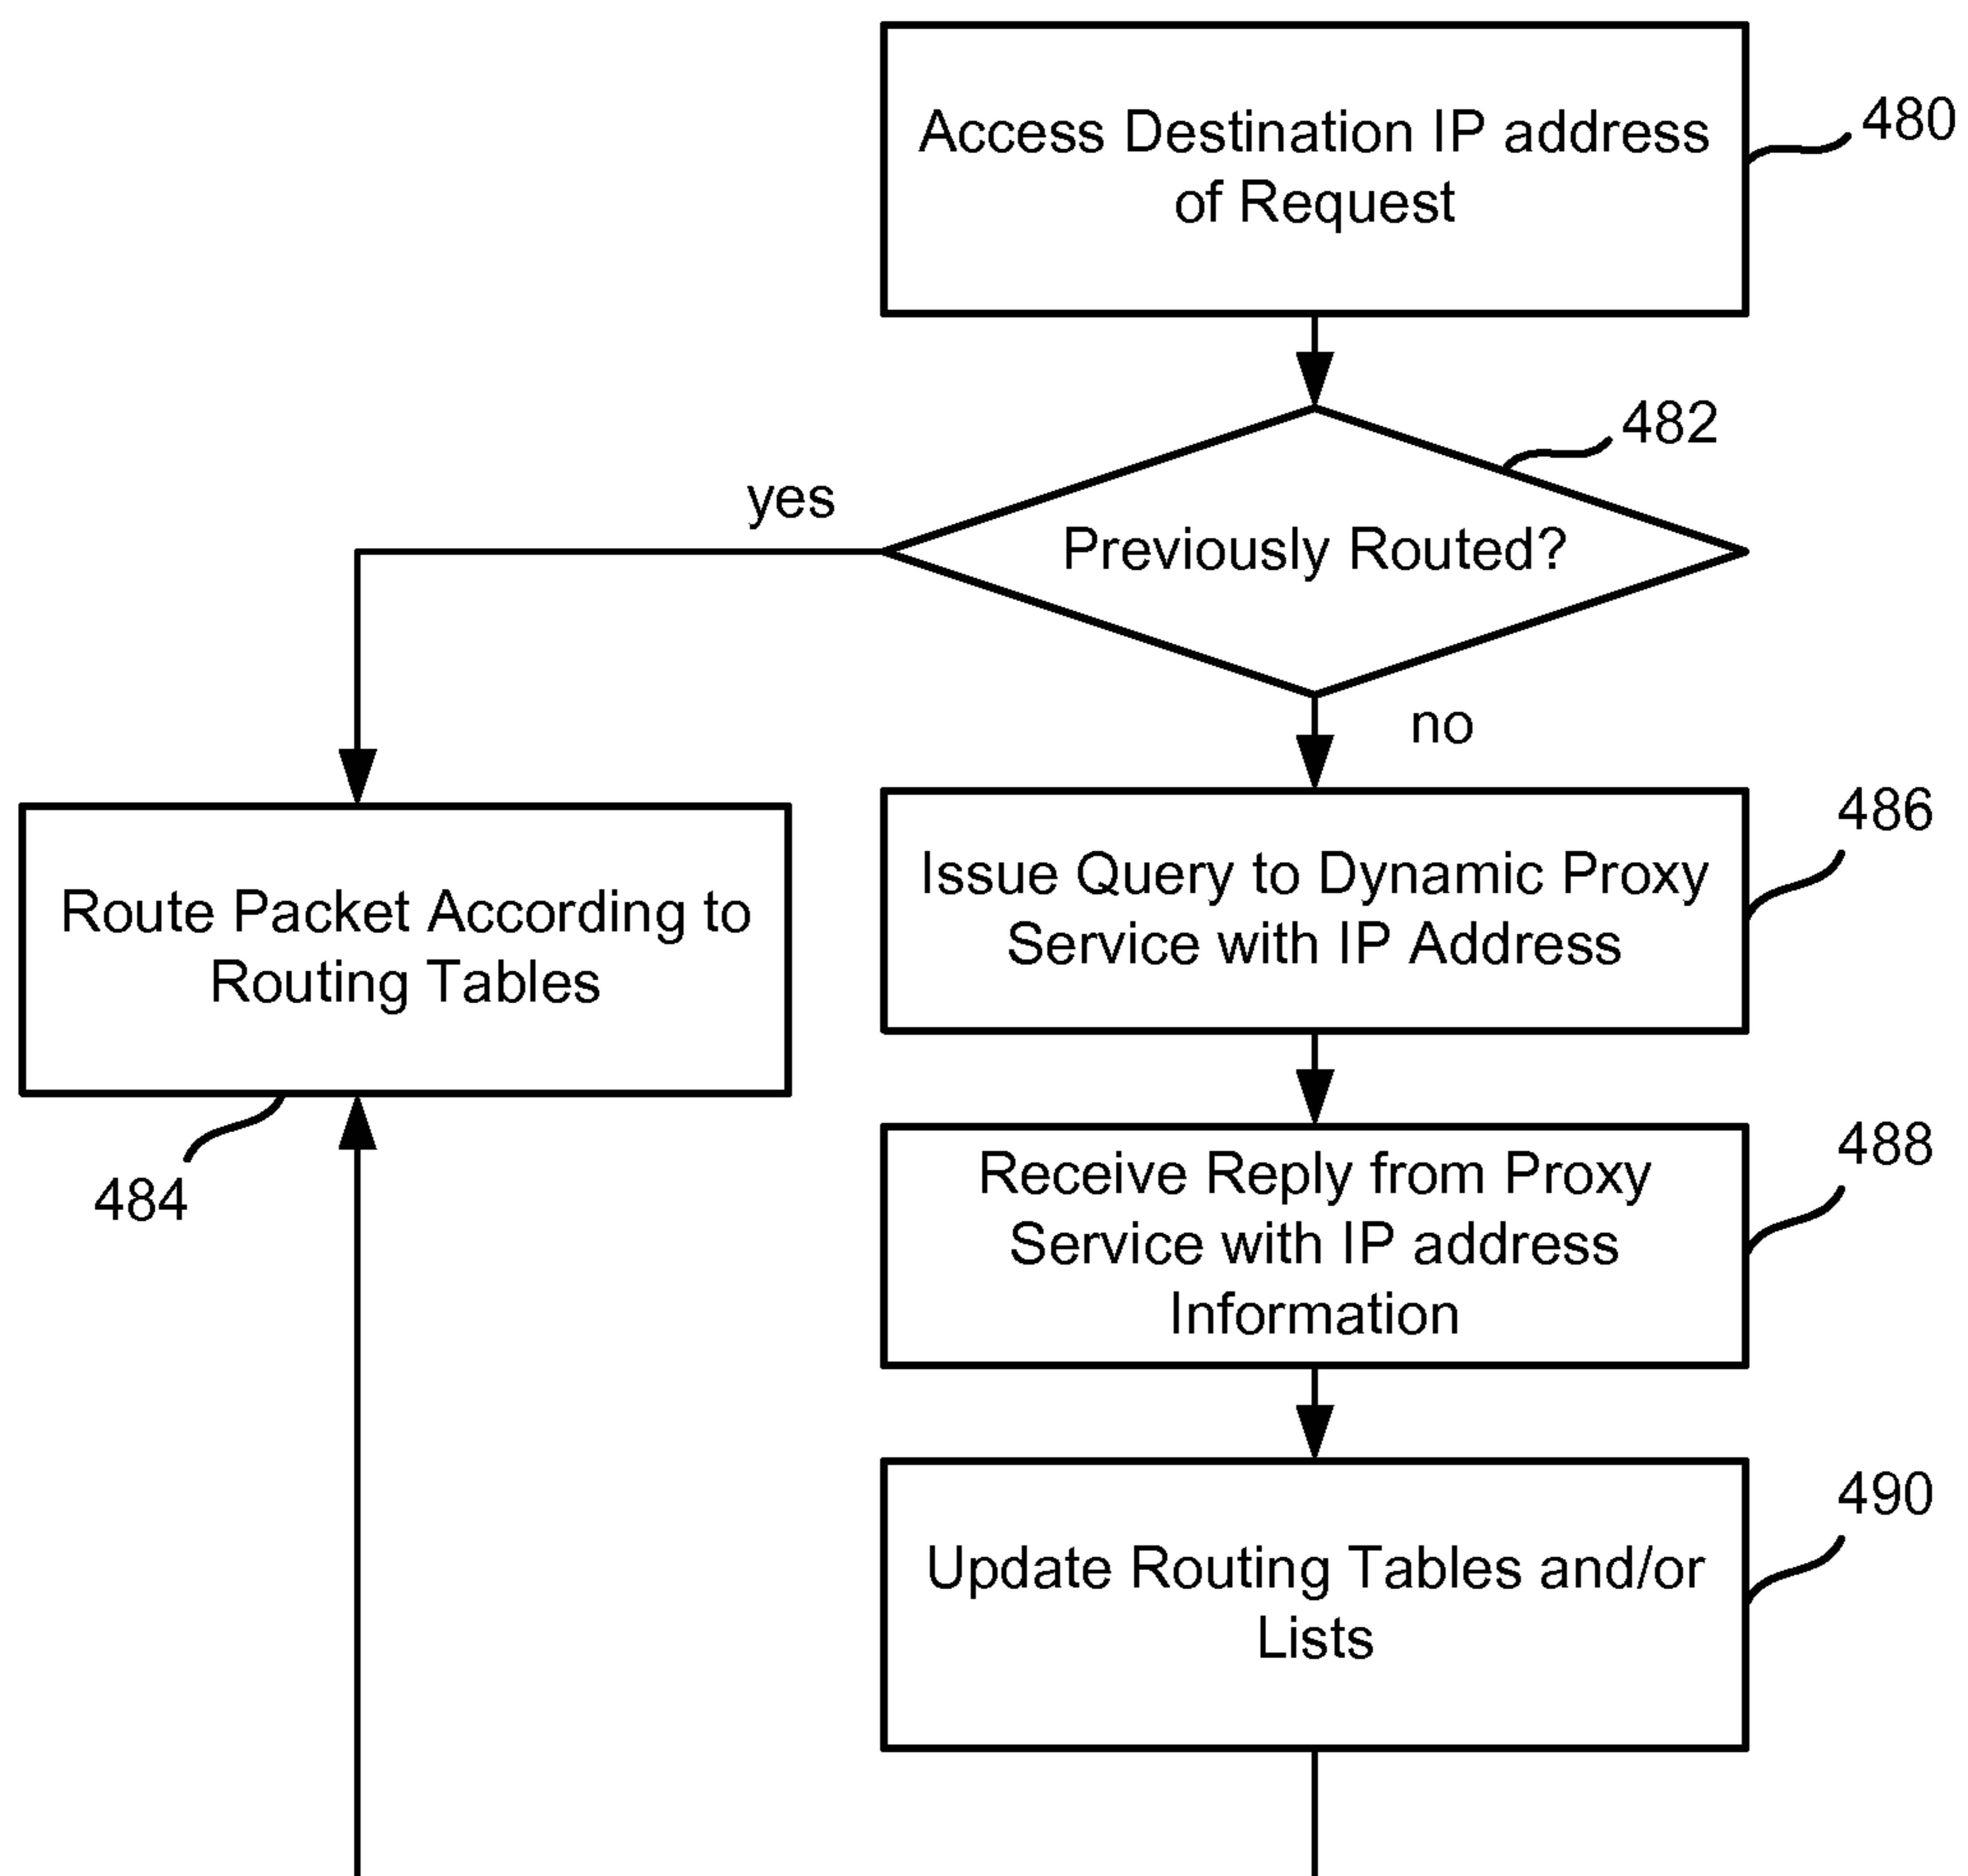 Access Destination IP address
of Request
480
482
Previously Routed?
yes
no
Route Packet According to
Routing Tables
484
Issue Query to Dynamic Proxy
Service with IP Address
486
Receive Reply from Proxy
Service with IP address
Information
488
Update Routing Tables and/or
Lists
490